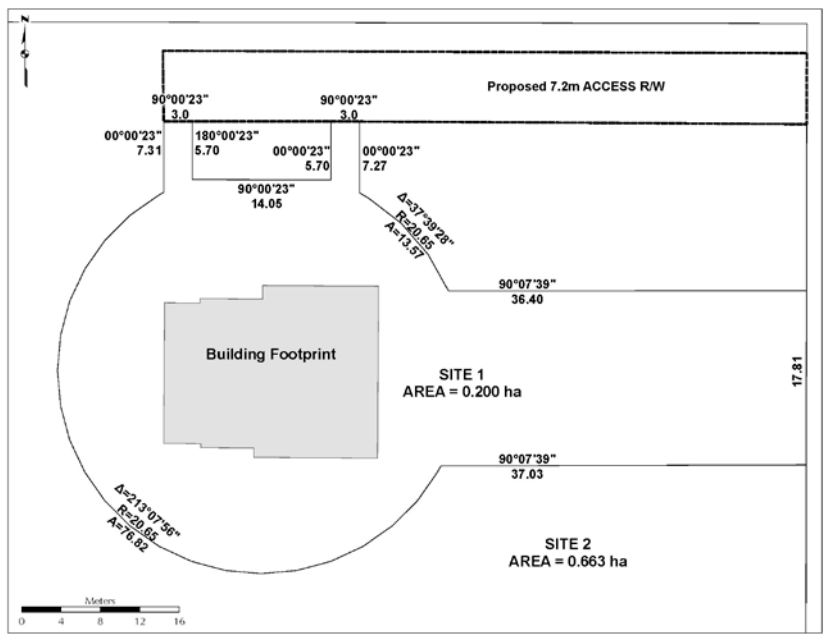 N
Proposed 7.2m ACCESS R/W
90°00'23"
3.0
90°00'23"
3.0
00°00'23"
7.31
180°00'23"
5.70
00°00'23"
5.70
00°00'23"
7.27
90°00'23"
14.05
Δ=37°39'28"
R=20.65
A=13.57
90°07'39"
36.40
Building Footprint
SITE 1
AREA = 0.200 ha
17.81
90°07'39"
37.03
Δ=213°07'56"
R=20.65
A=76.82
SITE 2
AREA = 0.663 ha
Meters
0 4 8 12 16